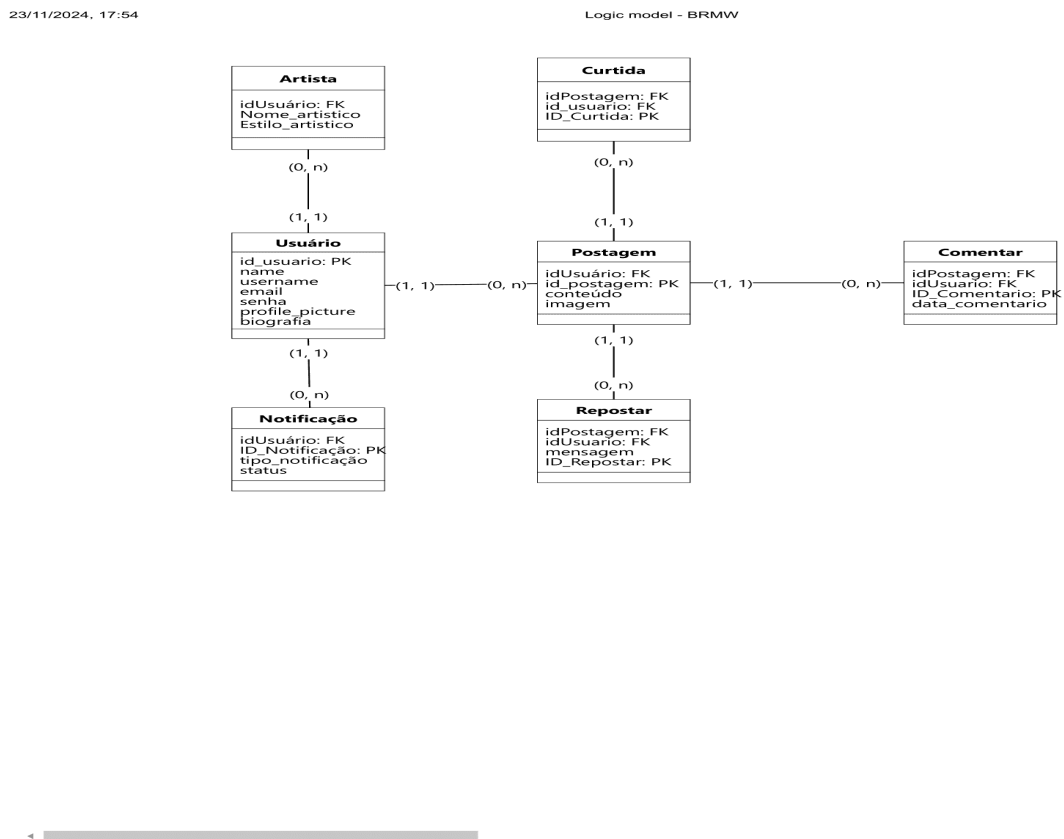 23/11/2024, 17:54
Logic model - BRMW
Artista
idUsuário: FK
Nome_artistico
Estilo_artistico
(0, n)
(1, 1)
Curtida
idPostagem: FK
id_usuario: FK
ID_Curtida: PK
(0, n)
(1, 1)
Usuário
id_usuario: PK
name
username
email
senha
profile_picture
biografia
(1, 1)
(0, n)
Postagem
idUsuário: FK
id_postagem: PK
conteúdo
imagem
(1, 1)
(0, n)
Comentar
idPostagem: FK
idUsuario: FK
ID_Comentario: PK
data_comentario
(1, 1)
(0, n)
Notificação
idUsuário: FK
ID_Notificação: PK
tipo_notificação
status
(1, 1)
(0, n)
Repostar
idPostagem: FK
idUsuario: FK
mensagem
ID_Repostar: PK